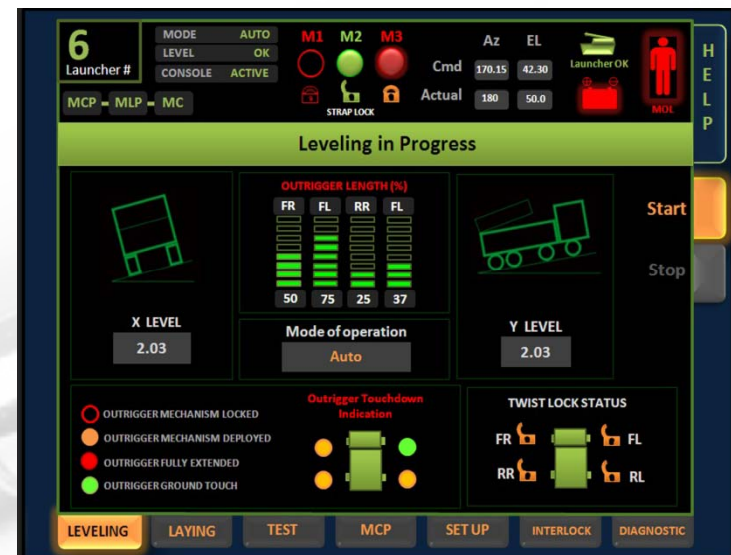 6
Launcher #
MODE AUTO
LEVEL OK
CONSOLE ACTIVE
MCP MLP MC
M1 M2 M3
STRAP LOCK
Az EL
Cmd 170.15 42.30
Actual 180 50.0
Launcher OK
MOL
HELP
Leveling in Progress
OUTRIGGER LENGTH (%)
FR FL RR FL
50 75 25 37
X LEVEL
2.03
Mode of operation
Auto
Y LEVEL
2.03
Start
Stop
OUTRIGGER MECHANISM LOCKED
OUTRIGGER MECHANISM DEPLOYED
OUTRIGGER FULLY EXTENDED
OUTRIGGER GROUND TOUCH
Outrigger Touchdown
Indication
TWIST LOCK STATUS
FR FL
RR RL
LEVELING LAYING TEST MCP SET UP INTERLOCK DIAGNOSTIC